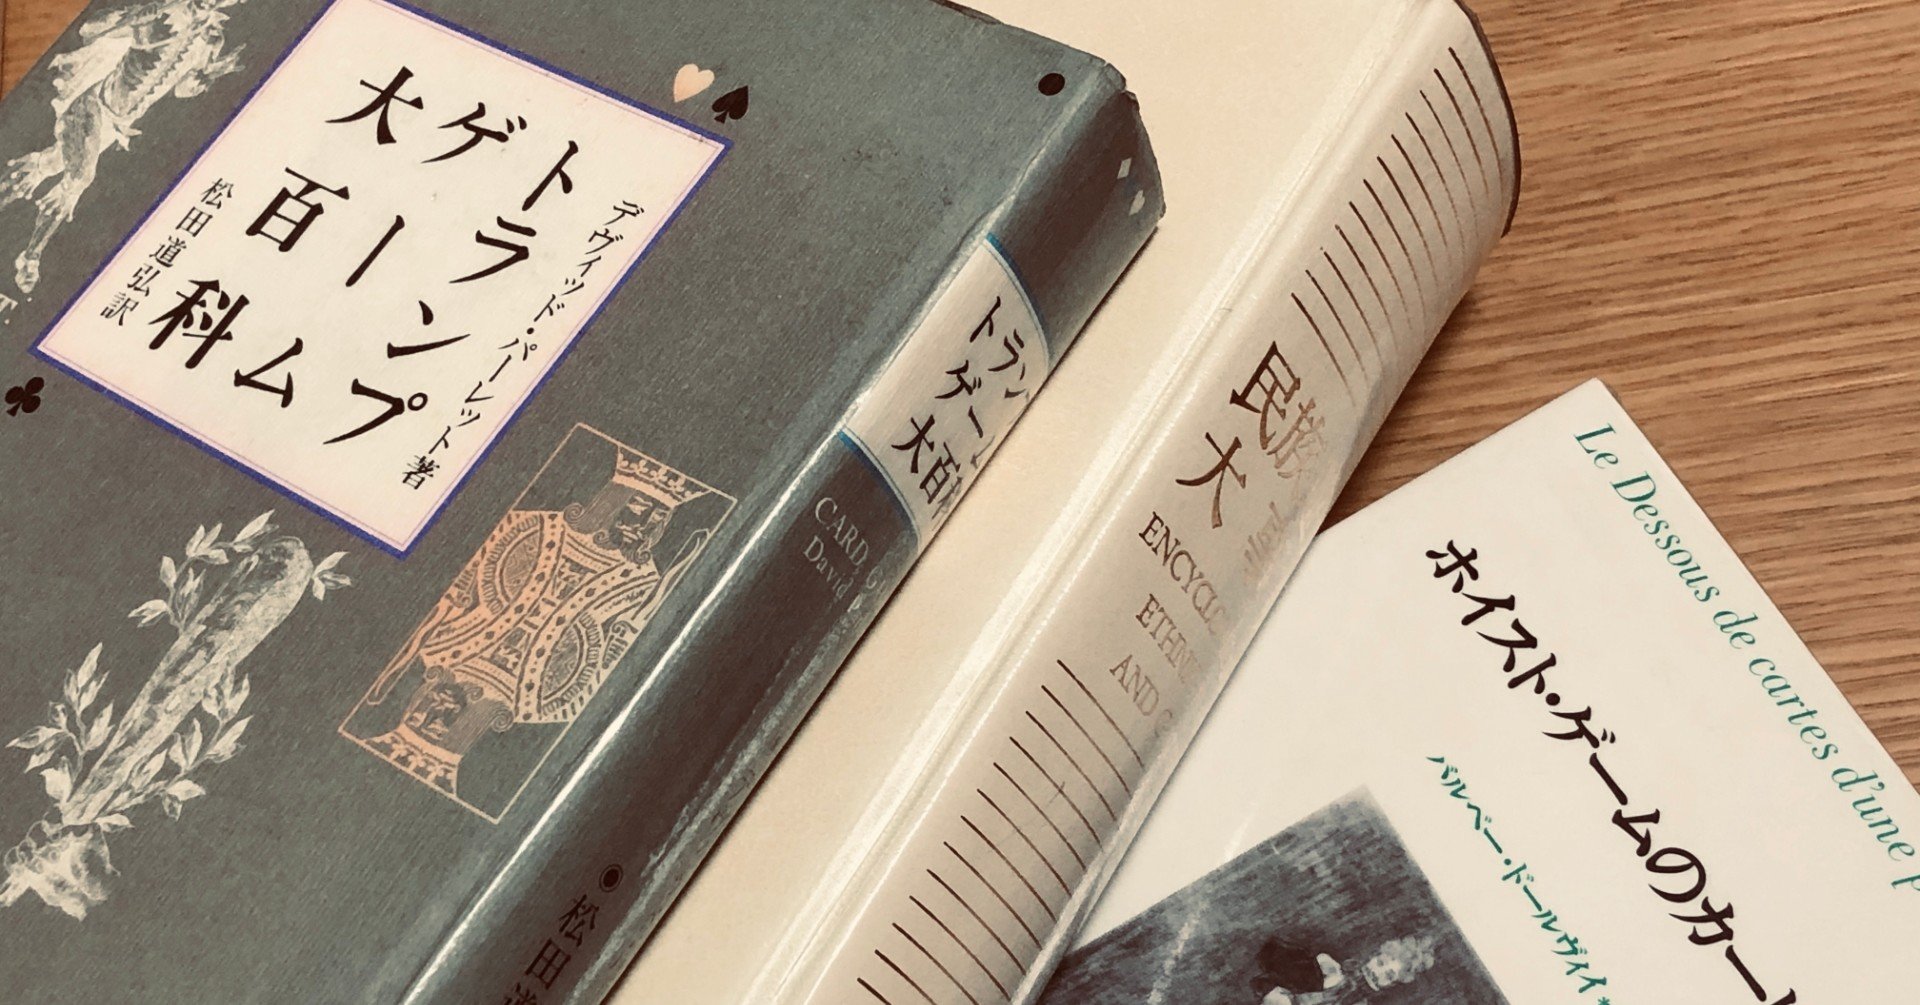 デヴィッド・パーレット著
トランプ
ゲーム
大百科
松田道弘訳
T.
トラン
ゲー
大百
CARD G
David
松田道
民族
大
ENCYCLO
ETHN
AND
Le Dessous de cartes d'une p
ホイスト・ゲームのカー
バルベー・ドールヴィイ*